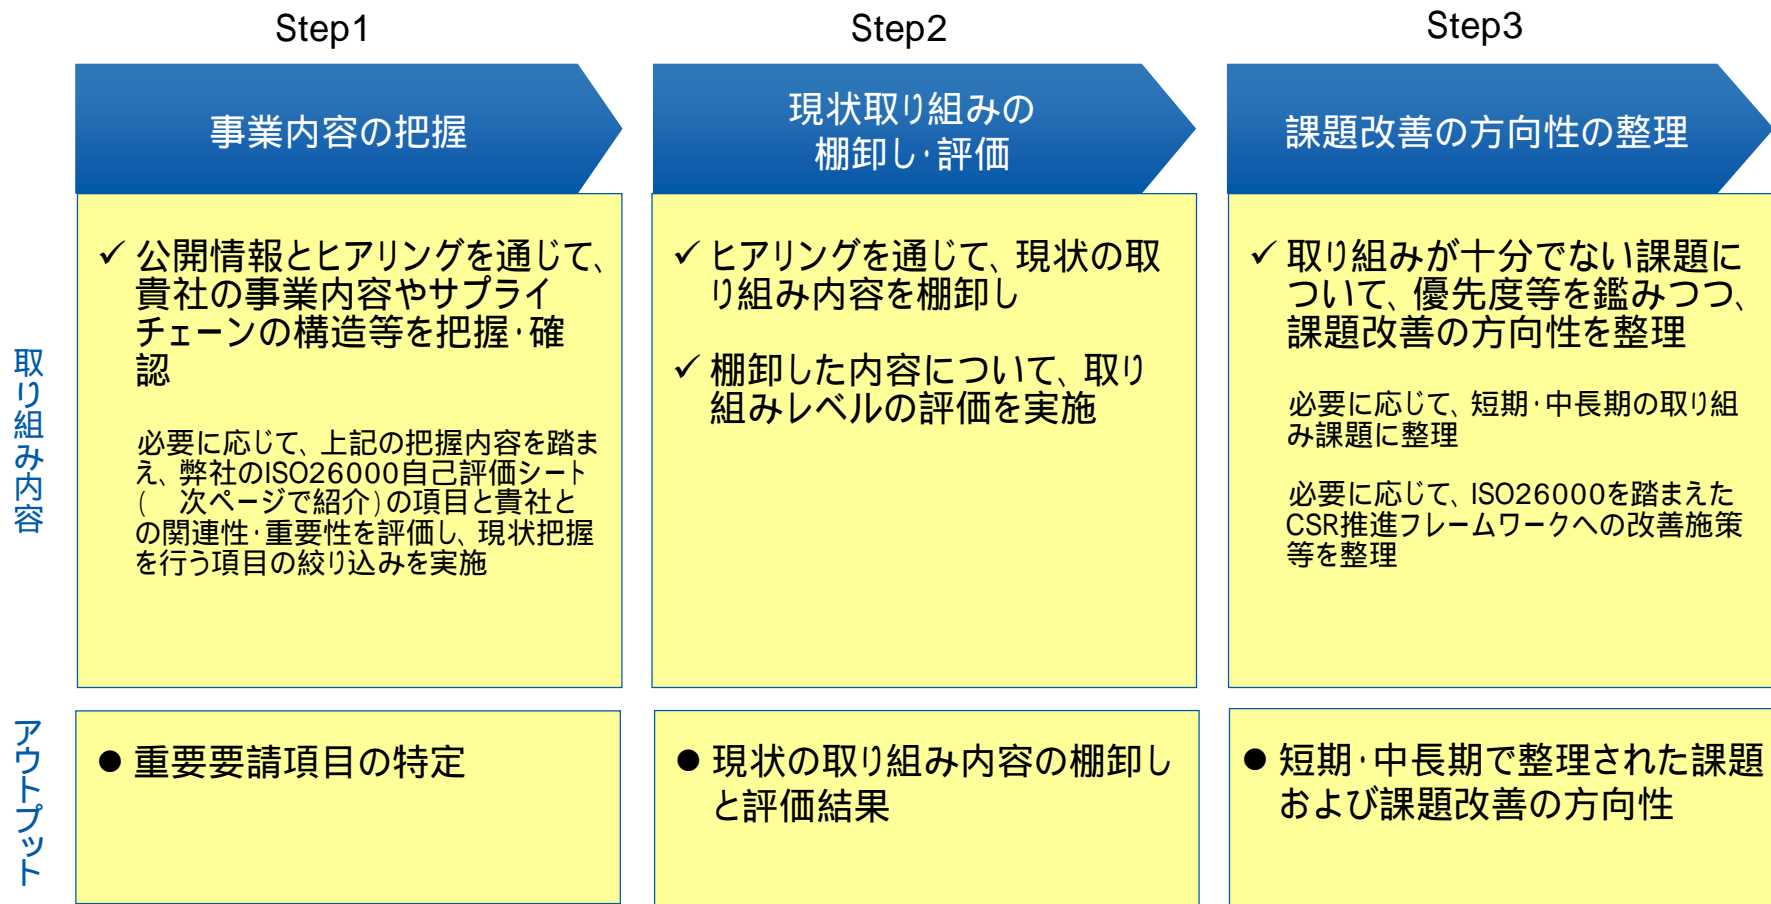 Step1
Step2
Step3
事業内容の把握
現状取り組みの
棚卸し・評価
課題改善の方向性の整理
取り組み内容
✓ 公開情報とヒアリングを通じて、
貴社の事業内容やサプライ
チェーンの構造等を把握・確
認
必要に応じて、上記の把握内容を踏ま
え、弊社のISO26000自己評価シート
(　次ページで紹介)の項目と貴社と
の関連性・重要性を評価し、現状把握
を行う項目の絞り込みを実施
✓ ヒアリングを通じて、現状の取
り組み内容を棚卸し
✓ 棚卸した内容について、取り
組みレベルの評価を実施
✓ 取り組みが十分でない課題に
ついて、優先度等を鑑みつつ、
課題改善の方向性を整理
必要に応じて、短期・中長期の取り組
み課題に整理
必要に応じて、ISO26000を踏まえた
CSR推進フレームワークへの改善施策
等を整理
アウトプット
● 重要要請項目の特定
● 現状の取り組み内容の棚卸し
と評価結果
● 短期・中長期で整理された課題
および課題改善の方向性